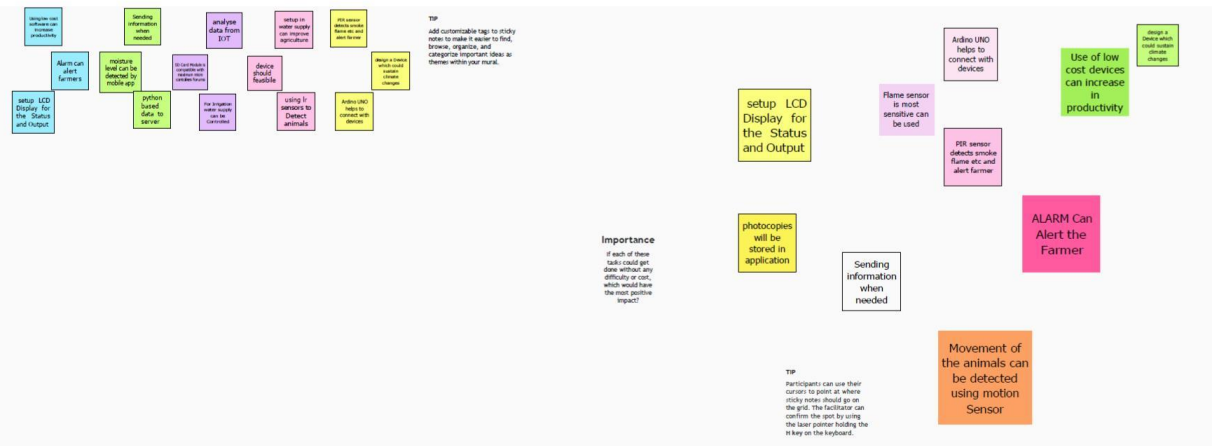 Using low cost
software can
increase
productivity
Alarm can
alert
farmers
setup LCD
Display for
the Status
and Output
Sending
information
when
needed
moisture
level can be
detected by
mobile app
python
based
data to
server
analyse
data from
IOT
SD Card Module is
compatible with
For Irrigation
water supply
can be
Controlled
setup in
water supply
can improve
agriculture
device
should
feasible
using Ir
sensors to
Detect
animals
PIR sensor
detects smoke
flame etc and
alert farmer
design a Device
which could
sustain
climate
changes
Ardino UNO
helps to
connect with
devices
TIP
Add customizable tags to sticky
notes to make it easier to find,
browse, organize, and
categorize important ideas as
themes within your mural.
Importance
If each of these
tasks could get
done without any
difficulty or cost,
which would have
the most positive
impact?
setup LCD
Display for
the Status
and Output
photocopies
will be
stored in
application
Flame sensor
is most
sensitive can
be used
Ardino UNO
helps to
connect with
devices
PIR sensor
detects smoke
flame etc and
alert farmer
Use of low
cost devices
can increase
in
productivity
design a
Device which
could sustain
climate
changes
ALARM Can
Alert the
Farmer
Sending
information
when
needed
Movement of
the animals can
be detected
using motion
Sensor
TIP
Participants can use their
cursors to point at where
sticky notes should go on
the grid. The facilitator can
confirm the spot by using
the laser pointer holding the
H key on the keyboard.